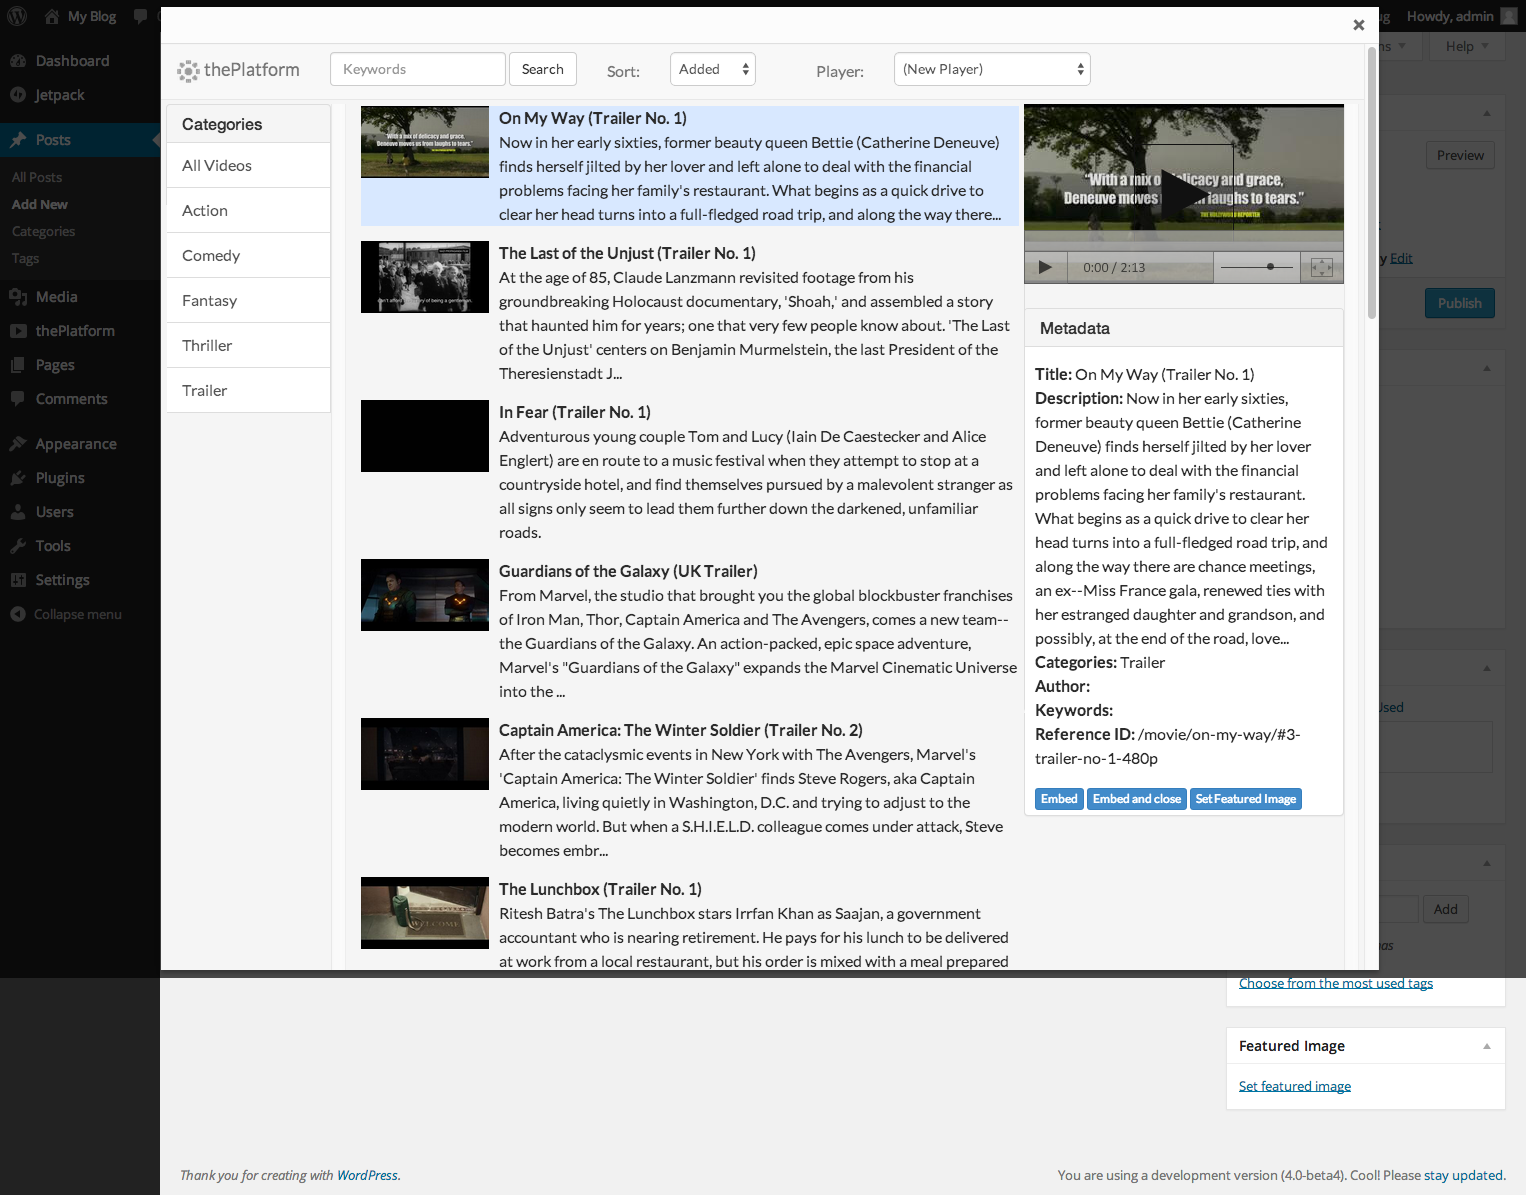 My Blog
ug
Howdy, admin
Dashboard
Jetpack
Posts
All Posts
Add New
Categories
Tags
Media
thePlatform
Pages
Comments
Appearance
Plugins
Users
Tools
Settings
Collapse menu
×
thePlatform
Keywords
Search
Sort:
Added
Player:
(New Player)
Help
Categories
All Videos
Action
Comedy
Fantasy
Thriller
Trailer
On My Way (Trailer No. 1)
Now in her early sixties, former beauty queen Bettie (Catherine Deneuve)
finds herself jilted by her lover and left alone to deal with the financial
problems facing her family's restaurant. What begins as a quick drive to
clear her head turns into a full-fledged road trip, and along the way there...
"With a mix of delicacy and grace,
Deneuve moves us from laughs to tears."
The Last of the Unjust (Trailer No. 1)
At the age of 85, Claude Lanzmann revisited footage from his
groundbreaking Holocaust documentary, 'Shoah,' and assembled a story
that haunted him for years; one that very few people know about. 'The Last
of the Unjust' centers on Benjamin Murmelstein, the last President of the
Theresienstadt J...
In Fear (Trailer No. 1)
Adventurous young couple Tom and Lucy (Iain De Caestecker and Alice
Englert) are en route to a music festival when they attempt to stop at a
countryside hotel, and find themselves pursued by a malevolent stranger as
all signs only seem to lead them further down the darkened, unfamiliar
roads.
Guardians of the Galaxy (UK Trailer)
From Marvel, the studio that brought you the global blockbuster franchises
of Iron Man, Thor, Captain America and The Avengers, comes a new team--
the Guardians of the Galaxy. An action-packed, epic space adventure,
Marvel's "Guardians of the Galaxy" expands the Marvel Cinematic Universe
into the ...
Captain America: The Winter Soldier (Trailer No. 2)
After the cataclysmic events in New York with The Avengers, Marvel's
'Captain America: The Winter Soldier' finds Steve Rogers, aka Captain
America, living quietly in Washington, D.C. and trying to adjust to the
modern world. But when a S.H.I.E.L.D. colleague comes under attack, Steve
becomes embr...
The Lunchbox (Trailer No. 1)
Ritesh Batra's The Lunchbox stars Irrfan Khan as Saajan, a government
accountant who is nearing retirement. He pays for his lunch to be delivered
at work from a local restaurant, but his order is mixed with a meal prepared
WELCOME
"With a mix of delicacy and grace,
Deneuve moves us from laughs to tears."
THE HOLLYWOOD REPORTER
0:00 / 2:13
Metadata
Title: On My Way (Trailer No. 1)
Description: Now in her early sixties,
former beauty queen Bettie (Catherine
Deneuve) finds herself jilted by her lover
and left alone to deal with the financial
problems facing her family's restaurant.
What begins as a quick drive to clear her
head turns into a full-fledged road trip, and
along the way there are chance meetings,
an ex--Miss France gala, renewed ties with
her estranged daughter and grandson, and
possibly, at the end of the road, love...
Categories: Trailer
Author:
Keywords:
Reference ID: /movie/on-my-way/#3-
trailer-no-1-480p
Embed
Embed and close
Set Featured Image
Preview
y Edit
Publish
Used
Add
as
Choose from the most used tags
Featured Image
Set featured image
Thank you for creating with WordPress.
You are using a development version (4.0-beta4). Cool! Please stay updated.